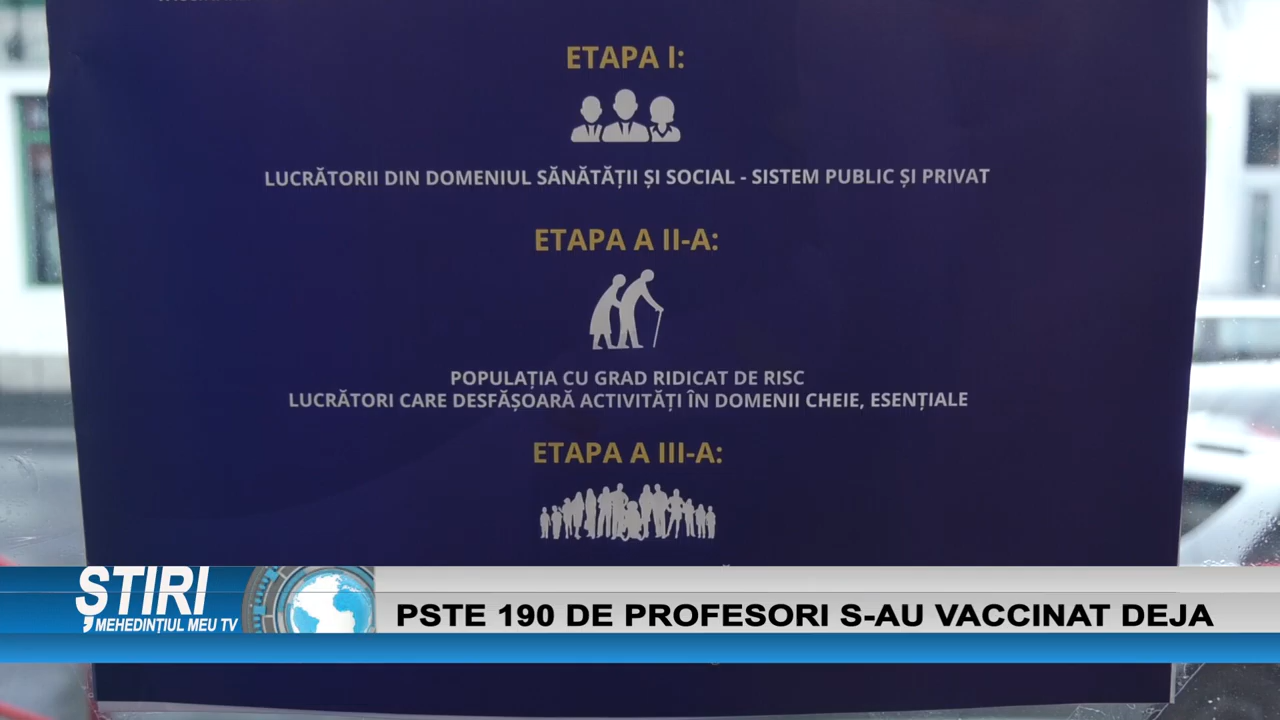 ETAPA I:
LUCRĂTORII DIN DOMENIUL SĂNĂTĂȚII ȘI SOCIAL - SISTEM PUBLIC ȘI PRIVAT
ETAPA A II-A:
POPULAȚIA CU GRAD RIDICAT DE RISC
LUCRĂTORI CARE DESFĂȘOARĂ ACTIVITĂȚI ÎN DOMENII CHEIE, ESENȚIALE
ETAPA A III-A:
ȘTIRI
MEHEDINȚIUL MEU TV
PSTE 190 DE PROFESORI S-AU VACCINAT DEJA